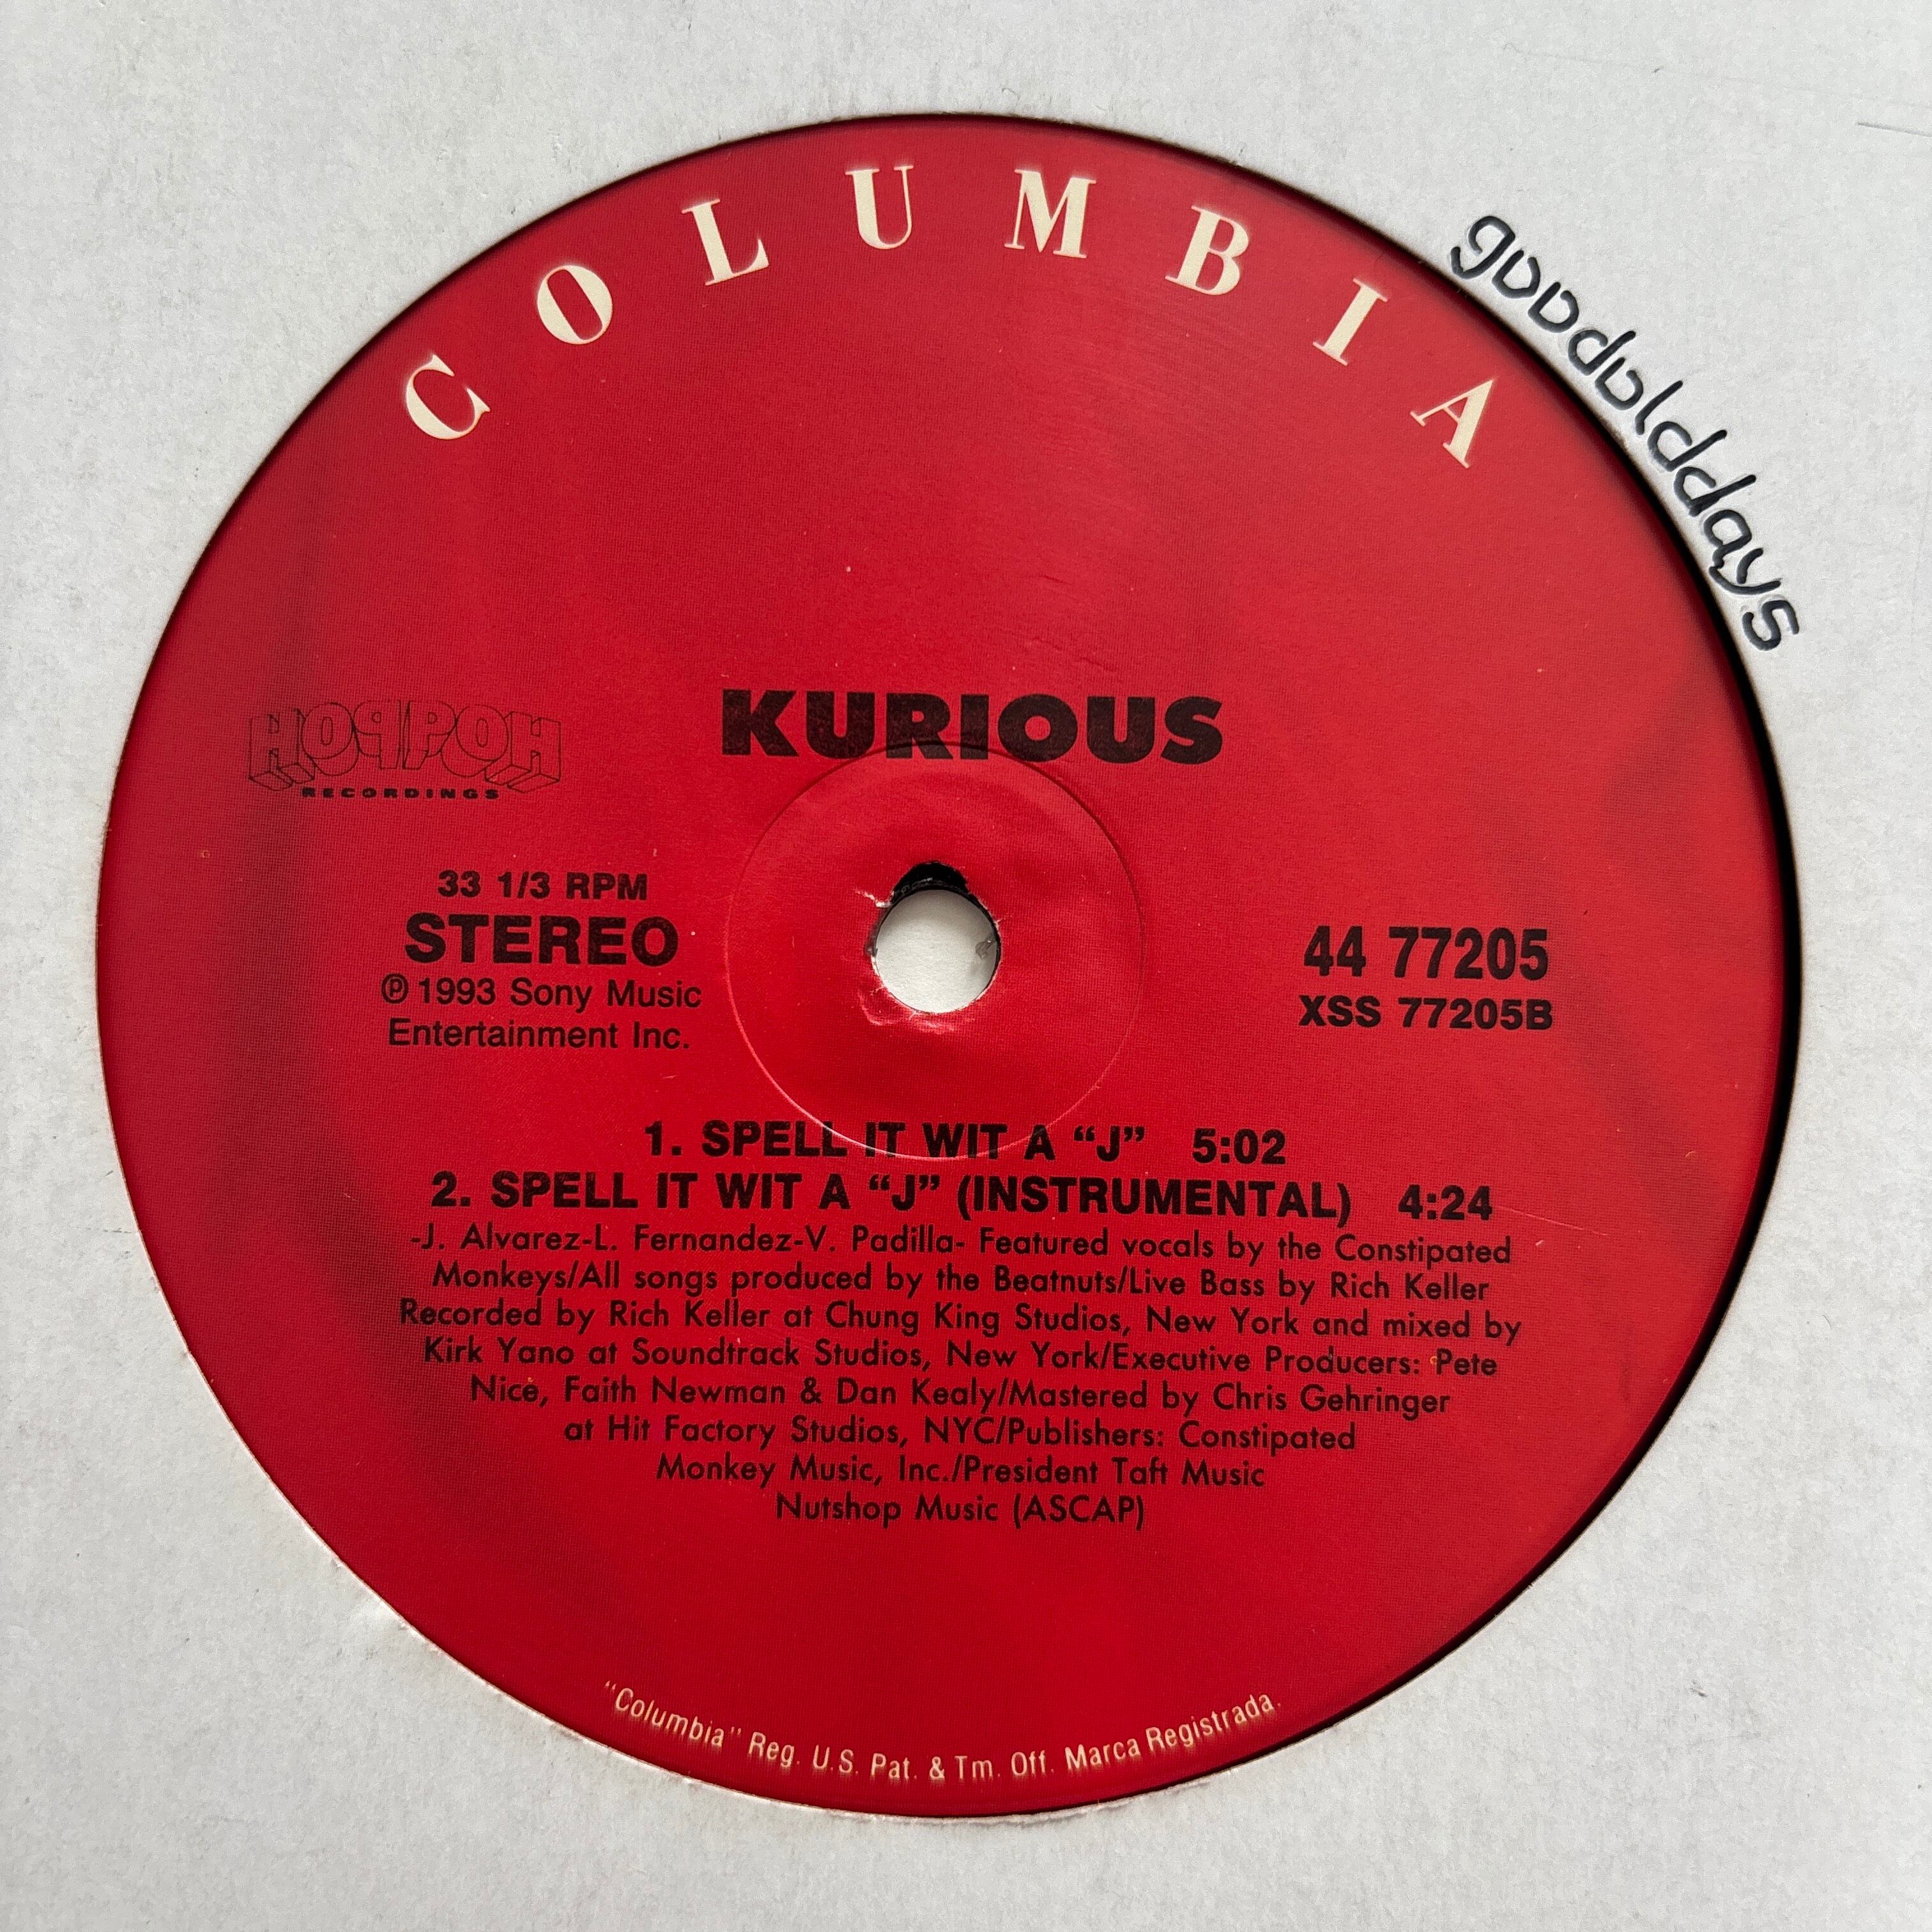 COLUMBIA
goodolddays
KURIOUS
HOPPOH
RECORDINGS
33 1/3 RPM
STEREO
℗ 1993 Sony Music
Entertainment Inc.
44 77205
XSS 77205B
1. SPELL IT WIT A “J” 5:02
2. SPELL IT WIT A “J” (INSTRUMENTAL) 4:24
-J. Alvarez-L. Fernandez-V. Padilla- Featured vocals by the Constipated
Monkeys/All songs produced by the Beatnuts/Live Bass by Rich Keller
Recorded by Rich Keller at Chung King Studios, New York and mixed by
Kirk Yano at Soundtrack Studios, New York/Executive Producers: Pete
Nice, Faith Newman & Dan Kealy/Mastered by Chris Gehringer
at Hit Factory Studios, NYC/Publishers: Constipated
Monkey Music, Inc./President Taft Music
Nutshop Music (ASCAP)
"Columbia" Reg. U.S. Pat. & Tm. Off. Marca Registrada.